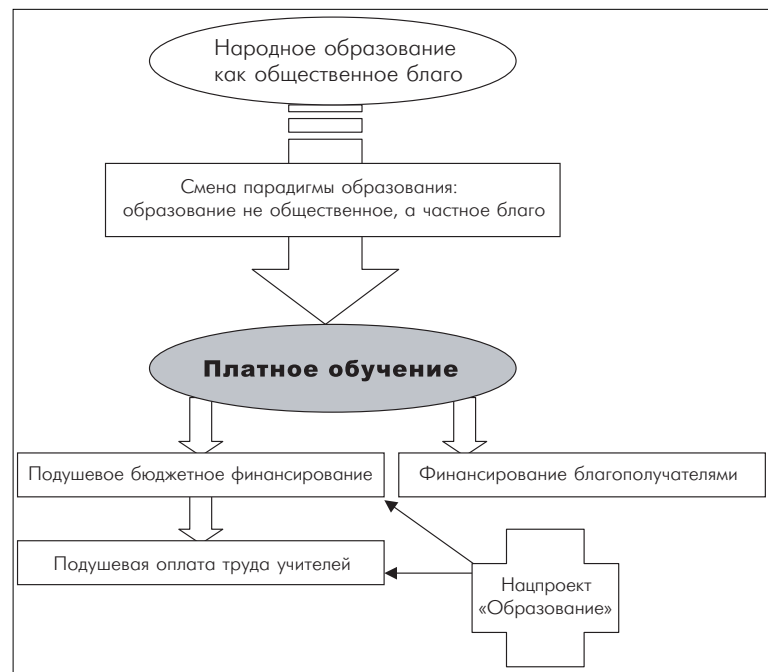 Народное образование
как общественное благо
Смена парадигмы образования:
образование не общественное, а частное благо
Платное обучение
Подушевое бюджетное финансирование
Финансирование благополучателями
Подушевая оплата труда учителей
Нацпроект
«Образование»